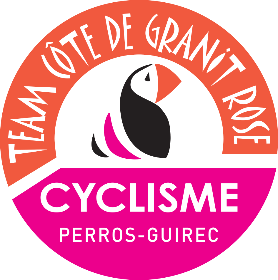 TEAM CÔTE DE GRANIT ROSE
CYCLISME
PERROS-GUIREC